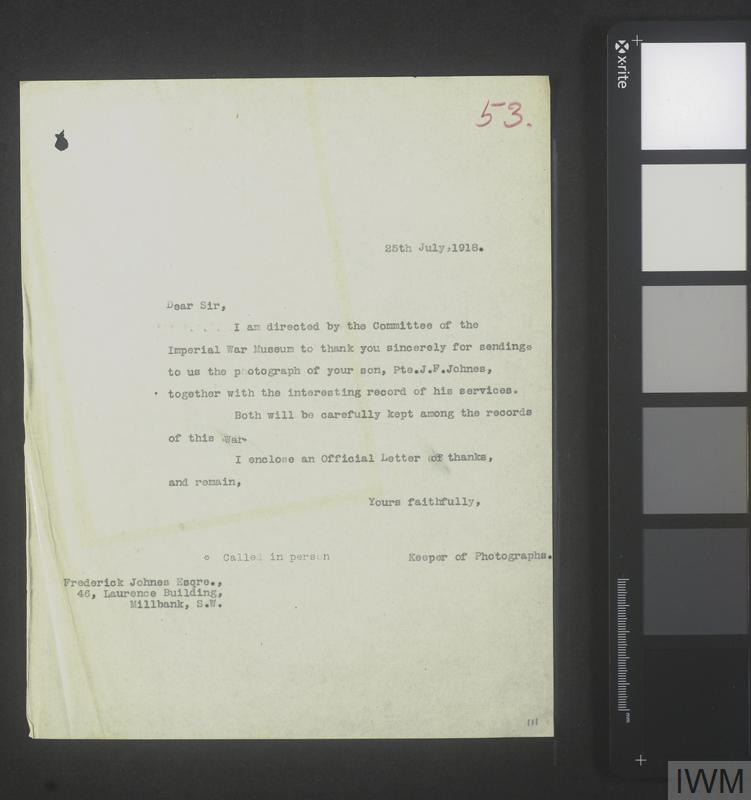 53.
25th July,1918.
Dear Sir,
I am directed by the Committee of the
Imperial War Museum to thank you sincerely for sending*
to us the photograph of your son, Pte.J.F.Johnes,
together with the interesting record of his services.
Both will be carefully kept among the records
of this War.
I enclose an Official Letter of thanks,
and remain,
Yours faithfully,
* Called in person
Keeper of Photographs.
Frederick Johnes Esqre.,
46, Laurence Building,
Millbank, S.W.
111
x-rite
mm
IWM